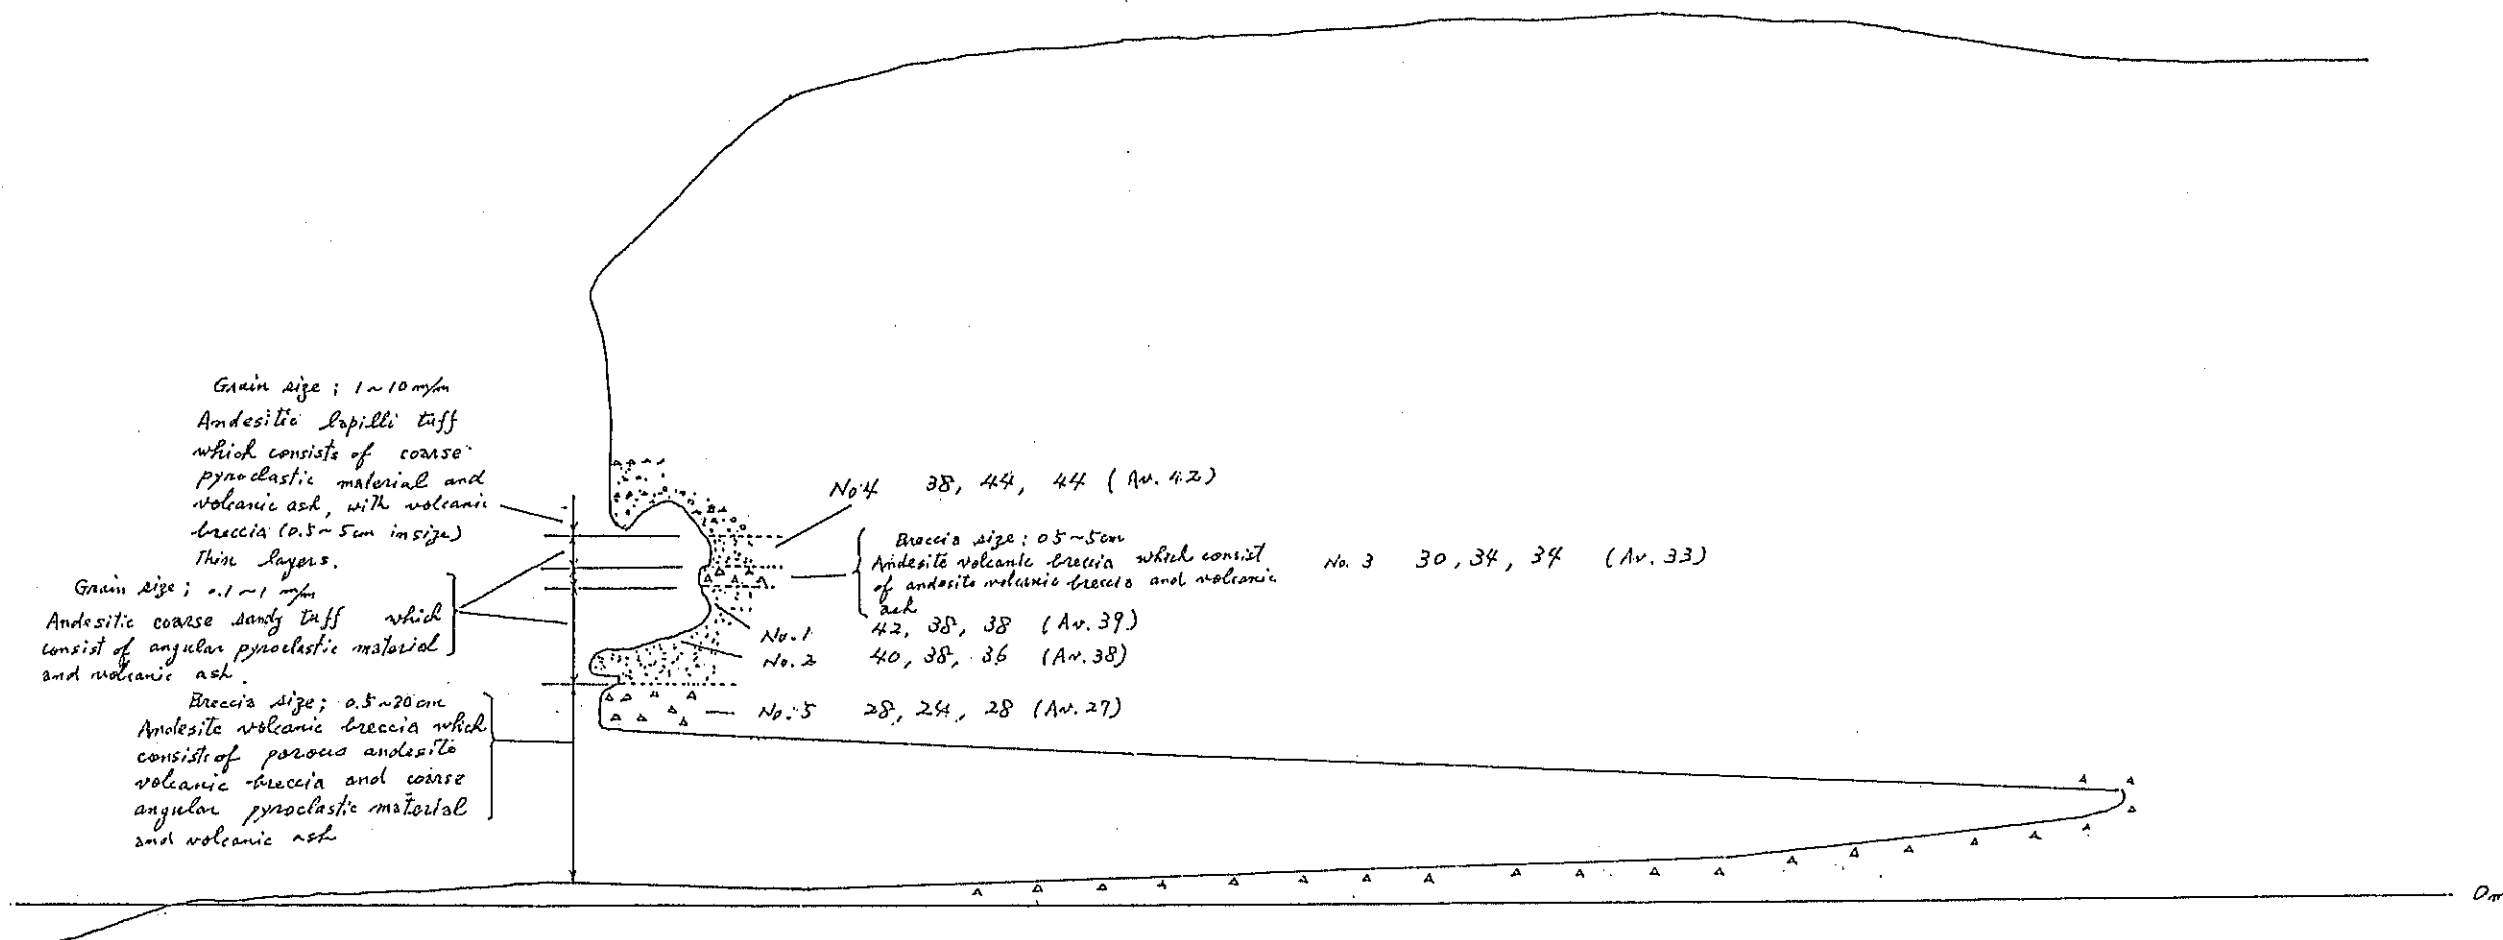 Grain size ; 1~10 m/m
Andesitic lapilli tuff
which consists of coarse
pyroclastic material and
volcanic ash, with volcanic
breccia (0.5~5cm in size)
Thin layers.
Grain size ; 0.1~1 m/m
Andesitic coarse sandy tuff which
consist of angular pyroclastic material
and volcanic ash.
Breccia size ; 0.5~20 cm
Andesite volcanic breccia which
consists of porous andesite
volcanic breccia and coarse
angular pyroclastic material
and volcanic ash
No.4 38, 44, 44 (Av. 42)
Breccia size ; 05~5cm
Andesite volcanic breccia which consist
of andesite volcanic breccia and volcanic
ash
No. 3 30, 34, 34 (Av. 33)
No. 1 42, 38, 38 (Av. 39)
No. 2 40, 38, 36 (Av. 38)
No. 5 28, 24, 28 (Av. 27)
0m